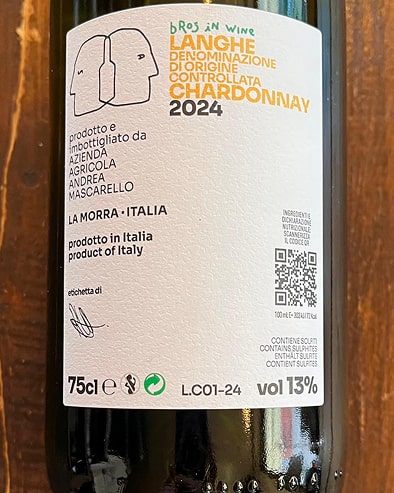 bros in wine
LANGHE
DENOMINAZIONE
DI ORIGINE
CONTROLLATA
CHARDONNAY
2024
S
A
prodotto e
imbottigliato da
AZIENDA
AGRICOLA
ANDREA
MASCARELLO
LA MORRA • ITALIA
prodotto in Italia
product of Italy
etichetta di
INGREDIENTI E
DICHIARAZIONE
NUTRIZIONALE:
SCANNERIZZA
IL CODICE QR
100 ml: E=
CONTIENE SOLFITI
CONTAINS SULPHITES
ENTHÄLT SULFITE
CONTIENT SULFITES
75cl e
L.C01-24
vol 13%